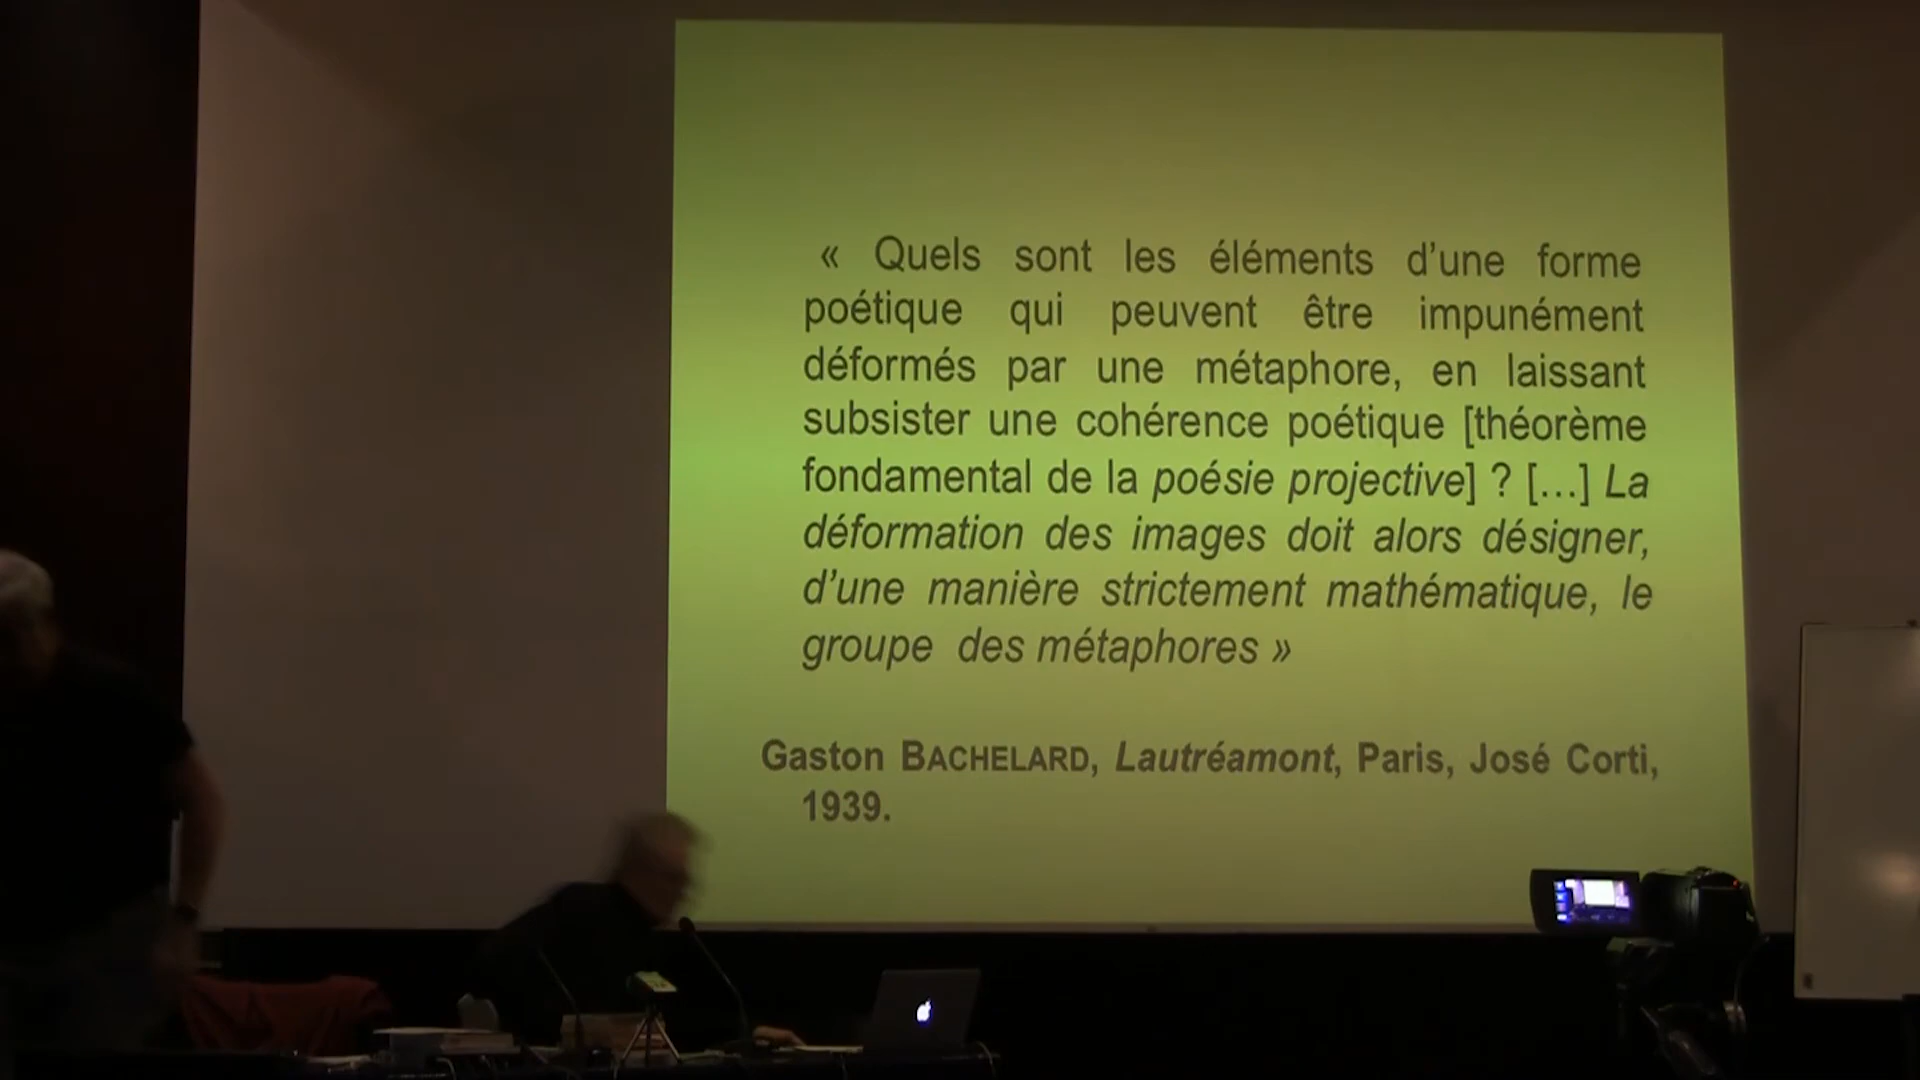 « Quels sont les éléments d’une forme
poétique qui peuvent être impunément
déformés par une métaphore, en laissant
subsister une cohérence poétique [théorème
fondamental de la poésie projective] ? […] La
déformation des images doit alors désigner,
d’une manière strictement mathématique, le
groupe des métaphores »
Gaston BACHELARD, Lautréamont, Paris, José Corti,
1939.